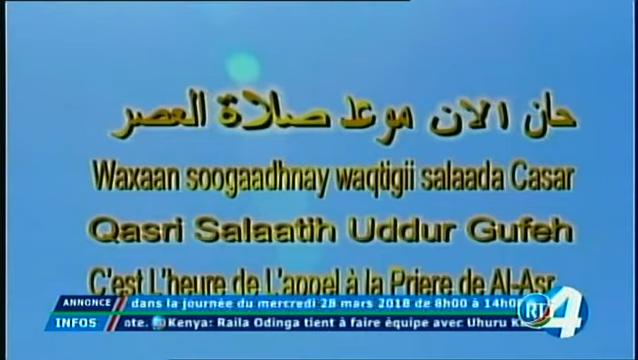 حان الان موعد صلاة العصر
Waxaan soogaadhnay waqtigii salaada Casar
Qasri Salaatih Uddur Gufeh
C'est L'heure de L'appel à la Priere de Al-Asr
ANNONCE dans la journée du mercredi 28 mars 2018 de 8h00 à 14h00
INFOS ote. Kenya: Raila Odinga tient à faire équipe avec Uhuru
RT 4